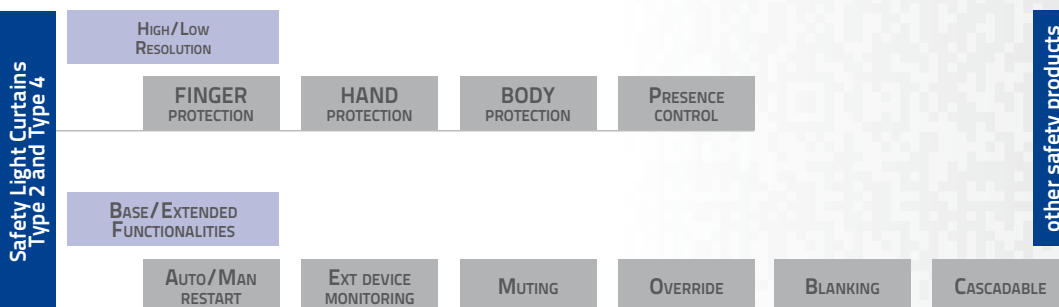 Safety Light Curtains
Type 2 and Type 4
High/Low
Resolution
FINGER
PROTECTION
HAND
PROTECTION
BODY
PROTECTION
Presence
control
Base/Extended
Functionalities
Auto/Man
restart
Ext device
monitoring
Muting
Override
Blanking
Cascadable
other safety products